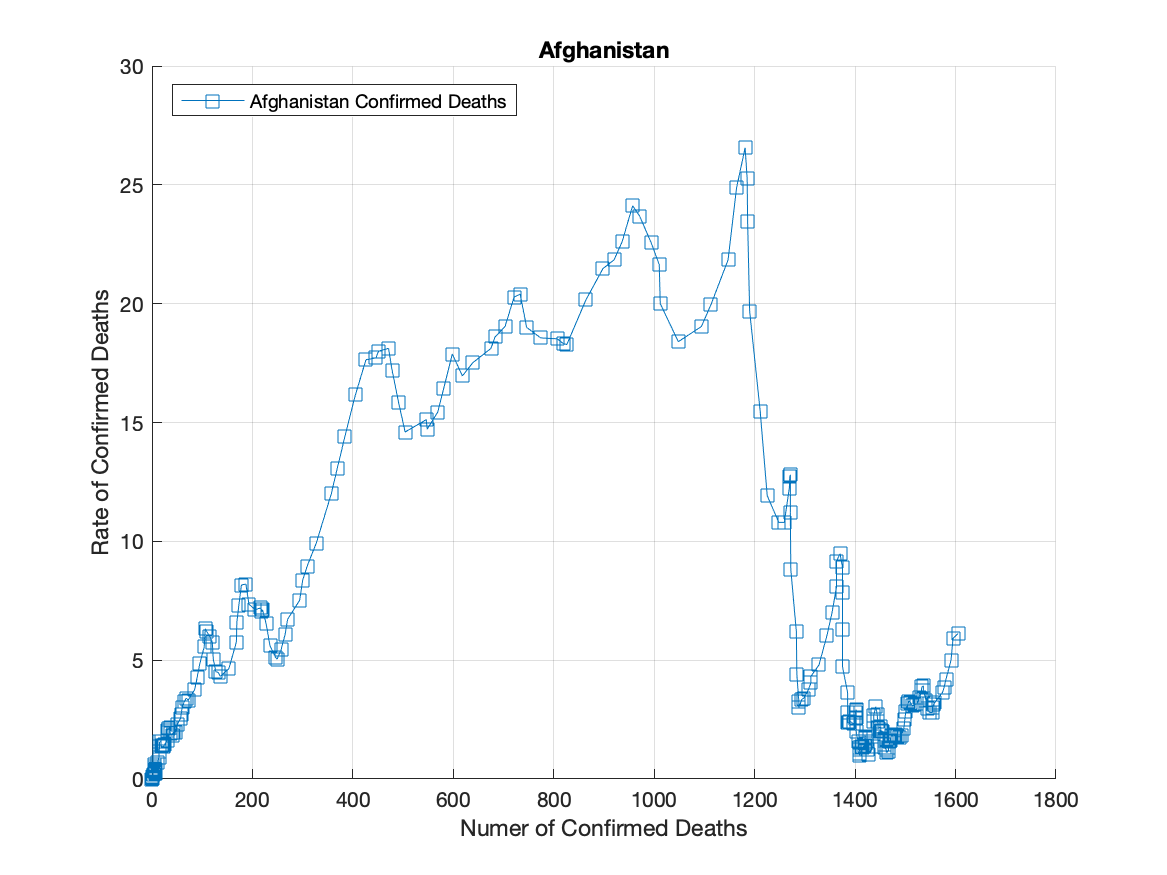 Afghanistan
Afghanistan Confirmed Deaths
30
25
20
15
10
5
0
Rate of Confirmed Deaths
0 200 400 600 800 1000 1200 1400 1600 1800
Numer of Confirmed Deaths